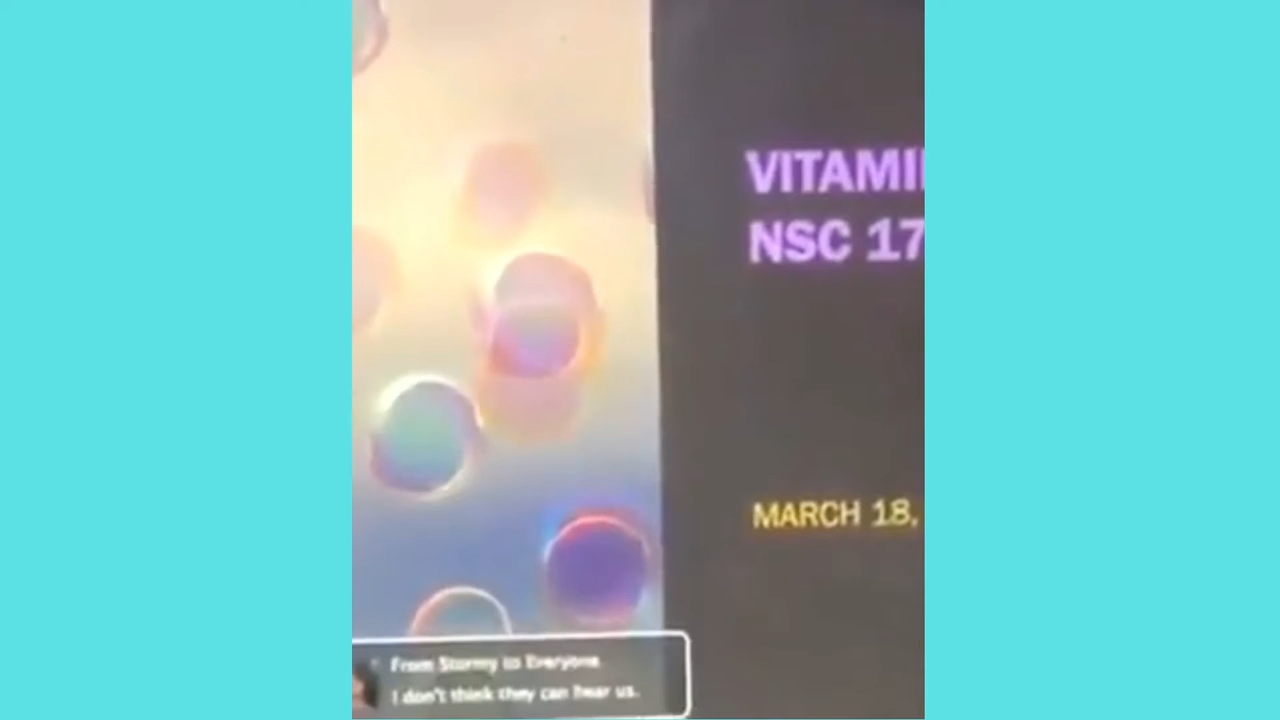 VITAMI
NSC 17
MARCH 18,
From Stormy to Everyone
I don't think they can hear us.